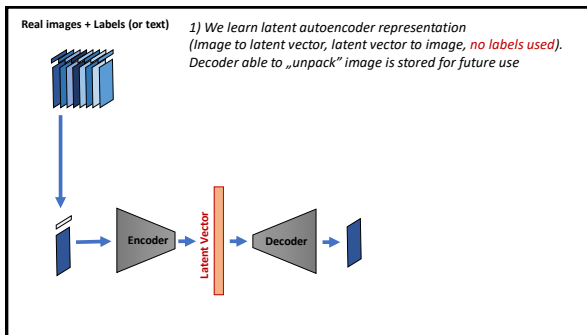 Real images + Labels (or text)
1) We learn latent autoencoder representation
(Image to latent vector, latent vector to image, no labels used).
Decoder able to „unpack” image is stored for future use
Encoder
Latent Vector
Decoder